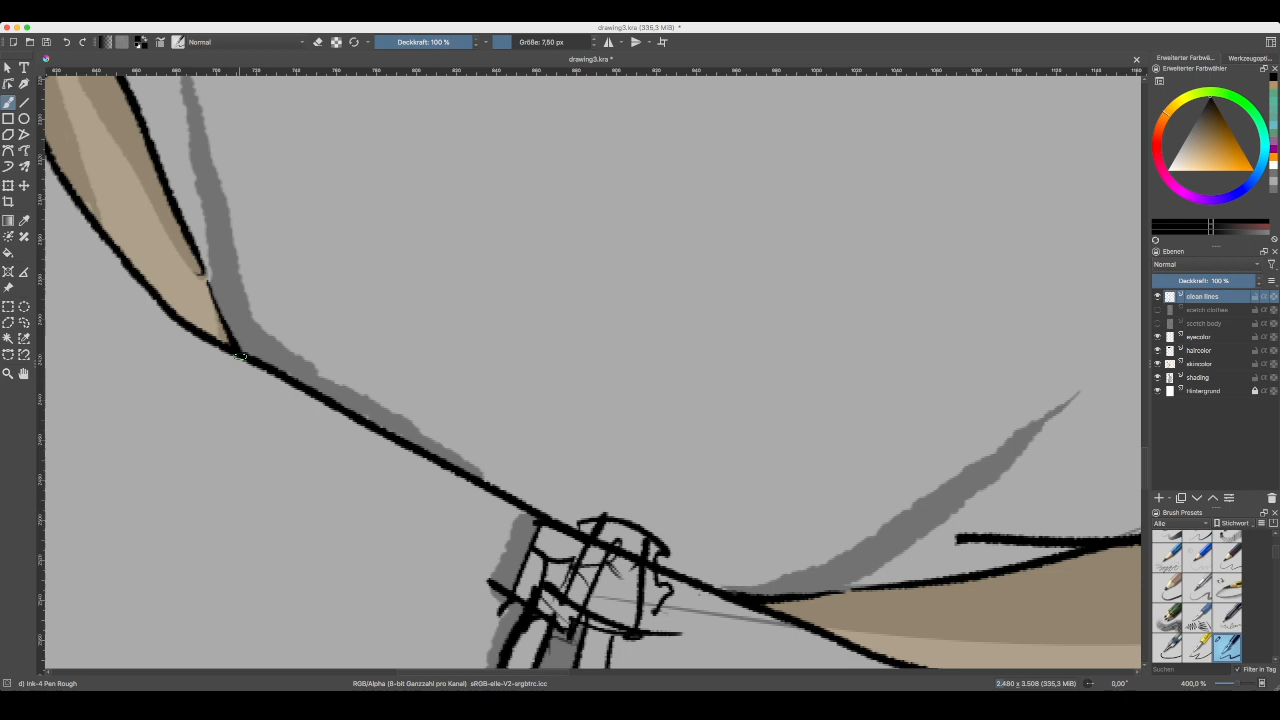 drawing3.kra (335,3 MiB) *
Normal
Deckkraft: 100 %
Größe: 7,50 px
drawing3.kra *
Erweiterter Farbwä...
Werkzeugopti...
Erweiterter Farbwähler
Ebenen
Normal
Deckkraft: 100 %
clean lines
scetch clothes
scetch body
eyecolor
haircolor
skincolor
shading
Hintergrund
Brush Presets
Alle
Stichwort
Suchen
Filter in Tag
d) Ink-4 Pen Rough
RGB/Alpha (8-bit Ganzzahl pro Kanal) sRGB-elle-V2-srgbtrc.icc
2.480 x 3.508 (335,3 MiB)
0,00°
400,0 %